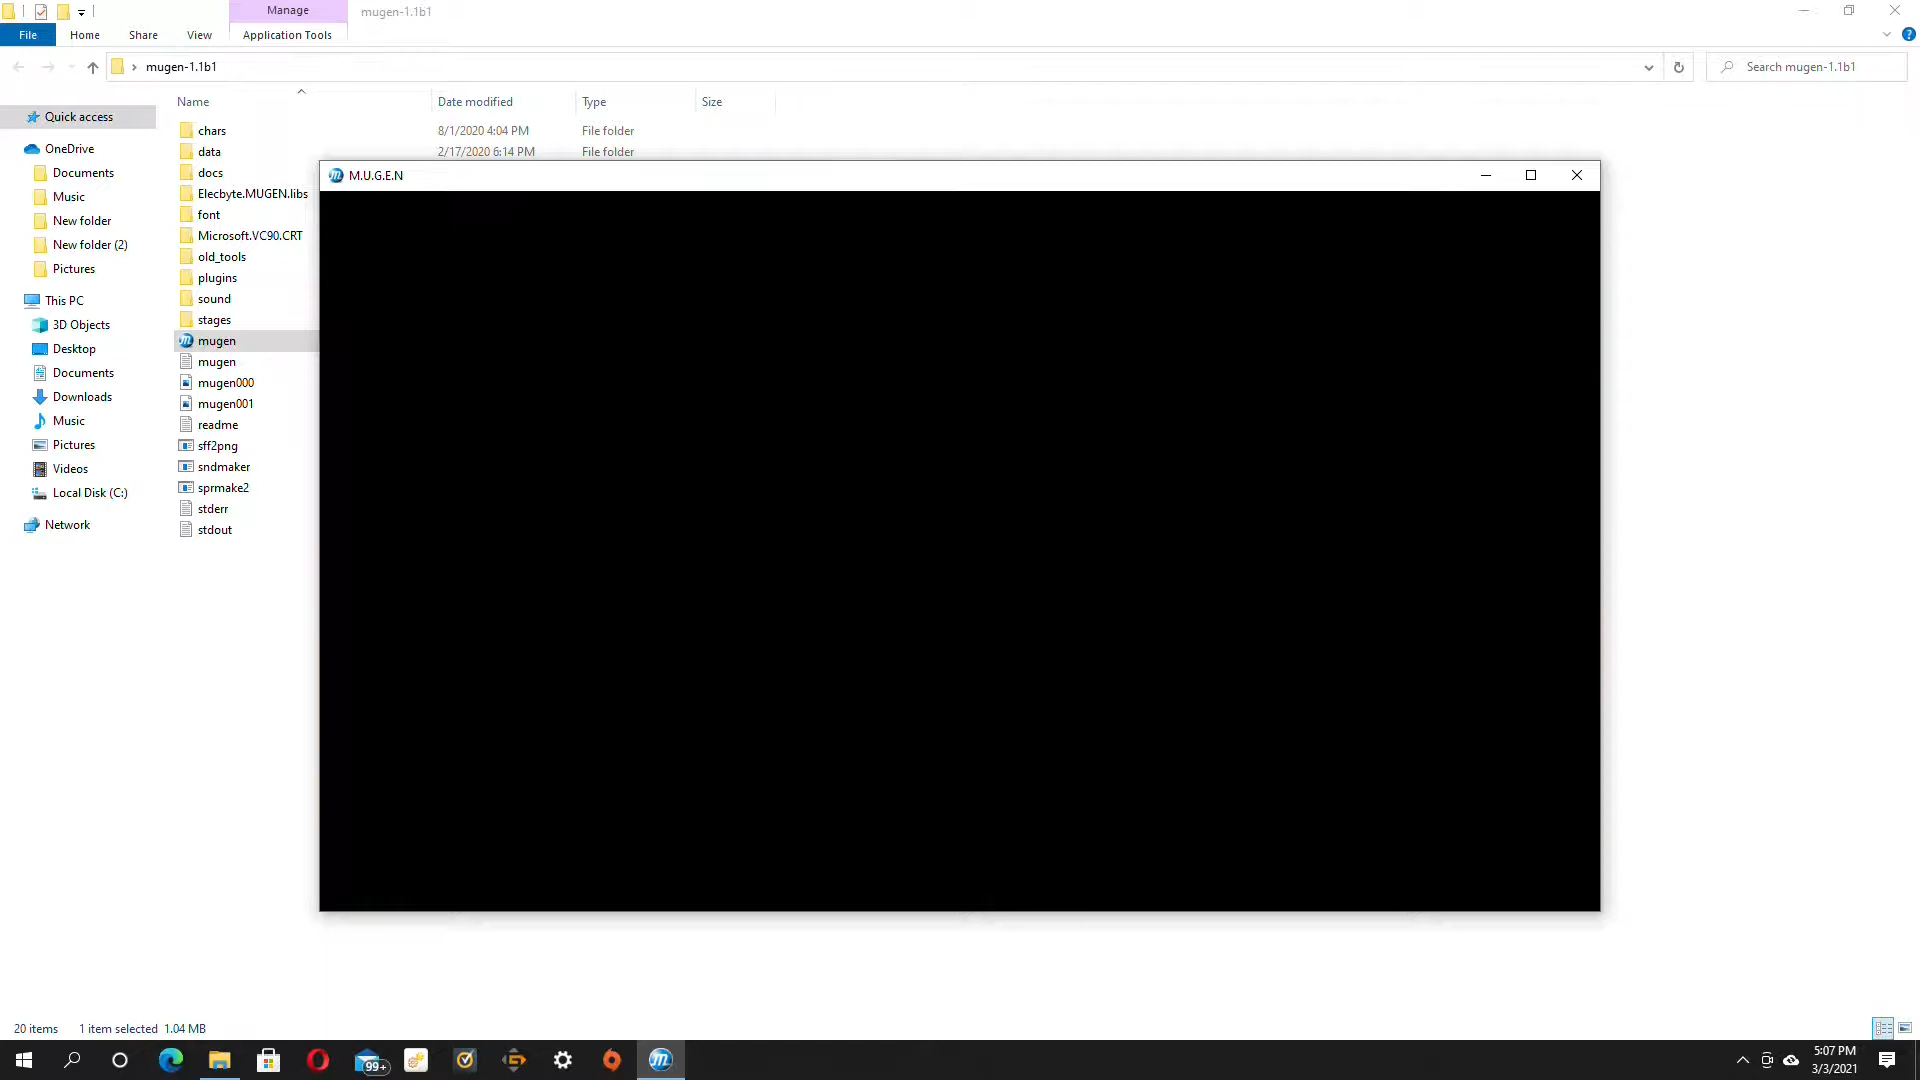 Manage
mugen-1.1b1
File
Home
Share
View
Application Tools
mugen-1.1b1
Search mugen-1.1b1
Name
Date modified
Type
Size
Quick access
OneDrive
Documents
Music
New folder
New folder (2)
Pictures
This PC
3D Objects
Desktop
Documents
Downloads
Music
Pictures
Videos
Local Disk (C:)
Network
chars 8/1/2020 4:04 PM File folder
data 2/17/2020 6:14 PM File folder
docs
Elecbyte.MUGEN.libs
font
Microsoft.VC90.CRT
old_tools
plugins
sound
stages
mugen
mugen
mugen000
mugen001
readme
sff2png
sndmaker
sprmake2
stderr
stdout
M.U.G.E.N
20 items
1 item selected 1.04 MB
99+
5:07 PM
3/3/2021